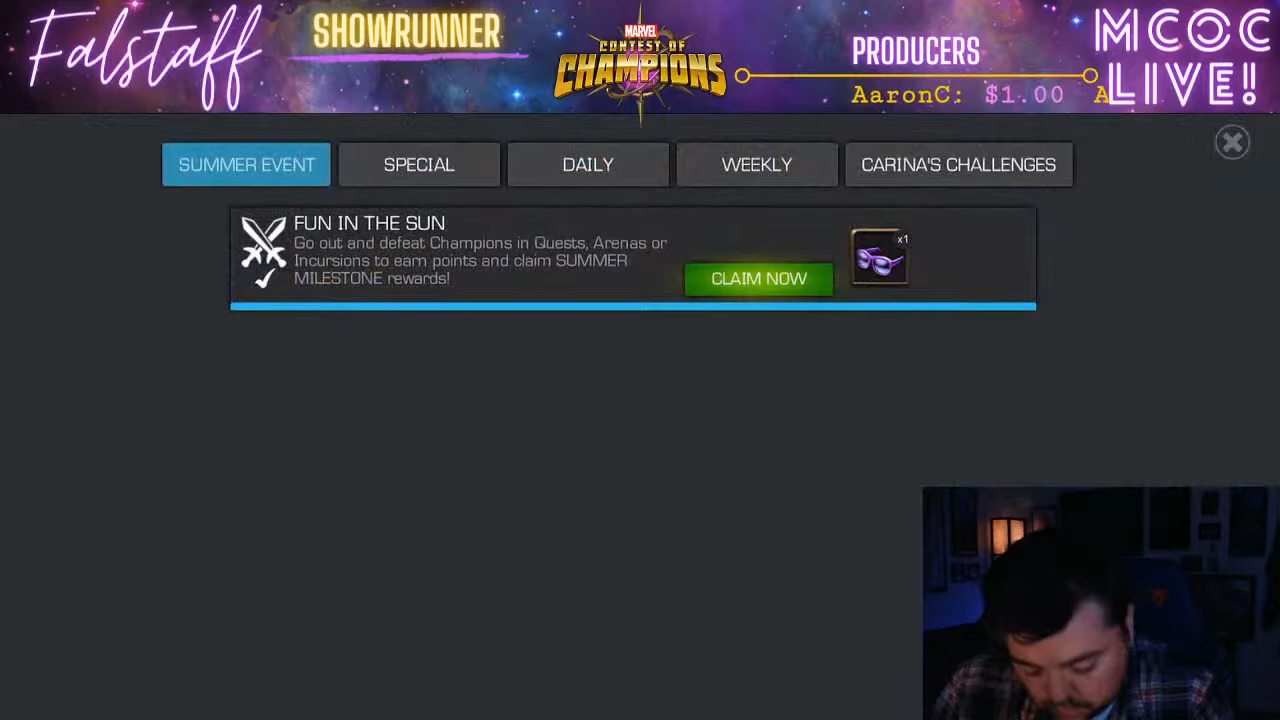 Falstaff
SHOWRUNNER
MARVEL
CONTEST OF
CHAMPIONS
PRODUCERS
AaronC: $1.00 A
MCOC
LIVE!
SUMMER EVENT
SPECIAL
DAILY
WEEKLY
CARINA'S CHALLENGES
FUN IN THE SUN
Go out and defeat Champions in Quests, Arenas or
Incursions to earn points and claim SUMMER
MILESTONE rewards!
CLAIM NOW
x1